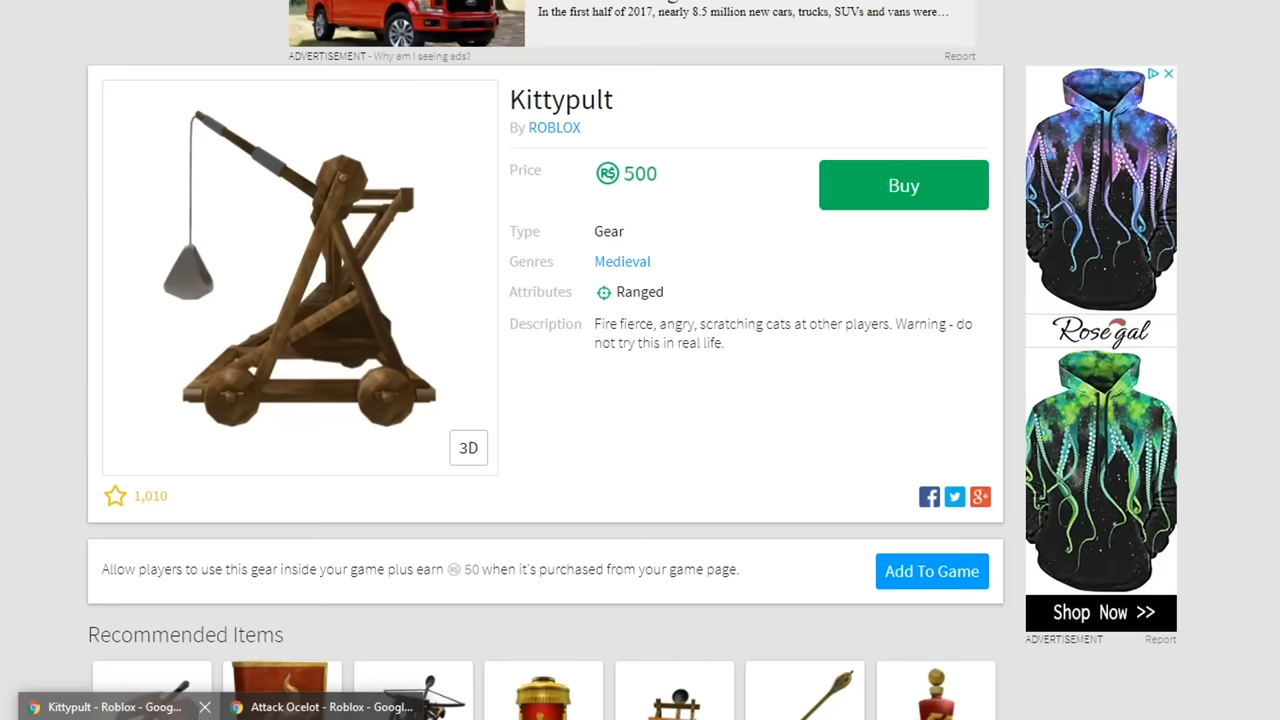 In the first half of 2017, nearly 8.5 million new cars, trucks, SUVs and vans were…
ADVERTISEMENT - Why am I seeing ads?
Report
Kittypult
By ROBLOX
Price
R$ 500
Buy
Type
Gear
Genres
Medieval
Attributes
Ranged
Description
Fire fierce, angry, scratching cats at other players. Warning - do
not try this in real life.
3D
1,010
Allow players to use this gear inside your game plus earn R$ 50 when it's purchased from your game page.
Add To Game
Recommended Items
Rosegal
Shop Now >>
ADVERTISEMENT
Report
Kittypult - Roblox - Goog...
Attack Ocelot - Roblox - Googl...